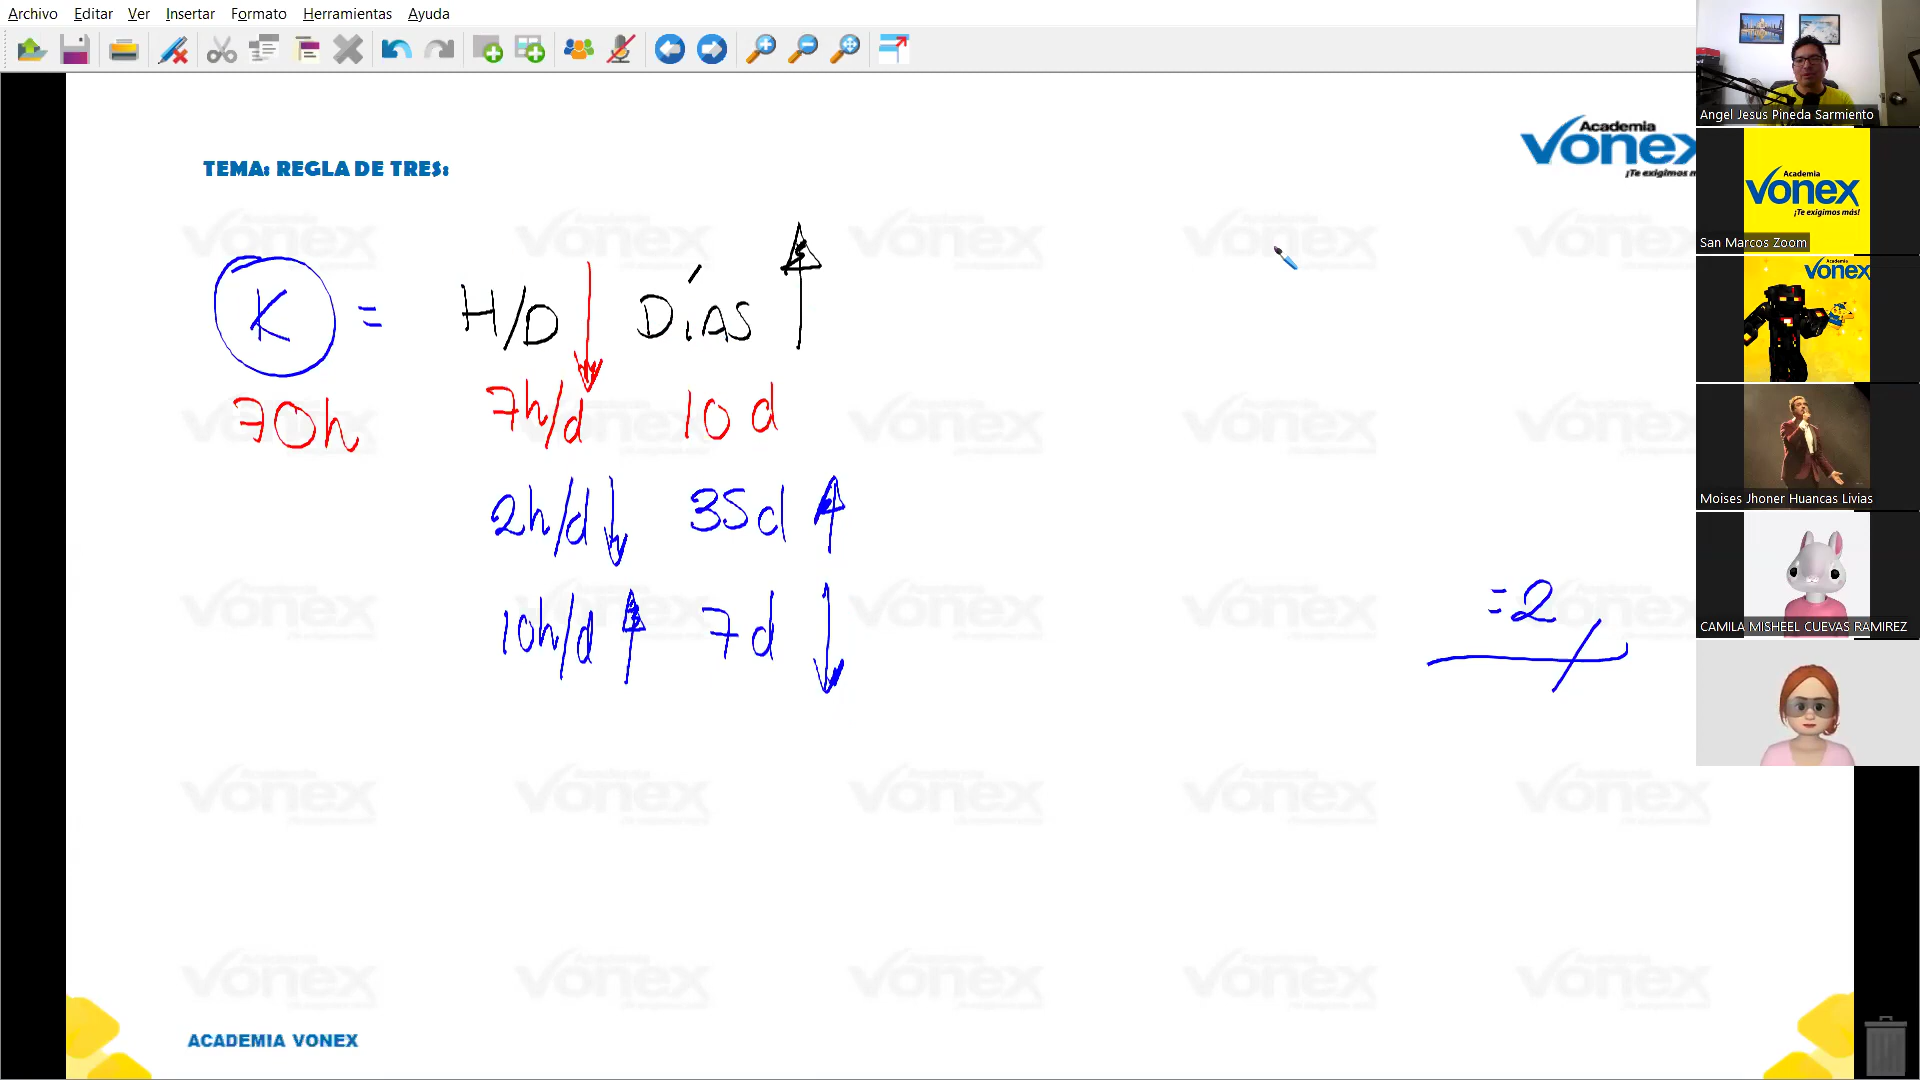 Archivo Editar Ver Insertar Formato Herramientas Ayuda
Academia
vonex
¡Te exigimos m
TEMA: REGLA DE TRES:
K = H/D DíAS
70h 7h/d 10 d
2h/d 35d
10h/d 7d
=2
ACADEMIA VONEX
Angel Jesus Pineda Sarmiento
Academia
vonex
¡Te exigimos más!
San Marcos Zoom
Academia
vonex
Moises Jhoner Huancas Livias
CAMILA MISHEEL CUEVAS RAMIREZ